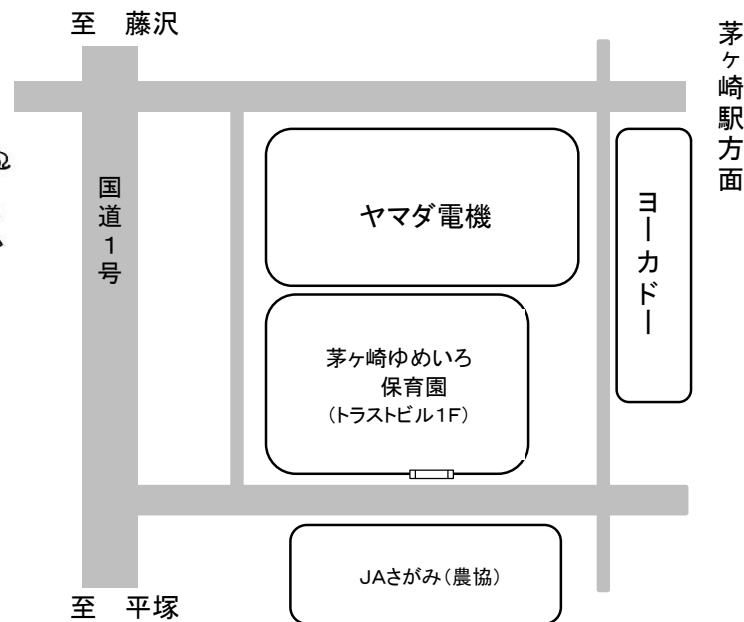 至　藤沢
茅ヶ崎駅方面
国道１号
ヤマダ電機
ヨーカドー
茅ヶ崎ゆめいろ
保育園
（トラストビル１Ｆ）
ＪＡさがみ（農協）
至　平塚